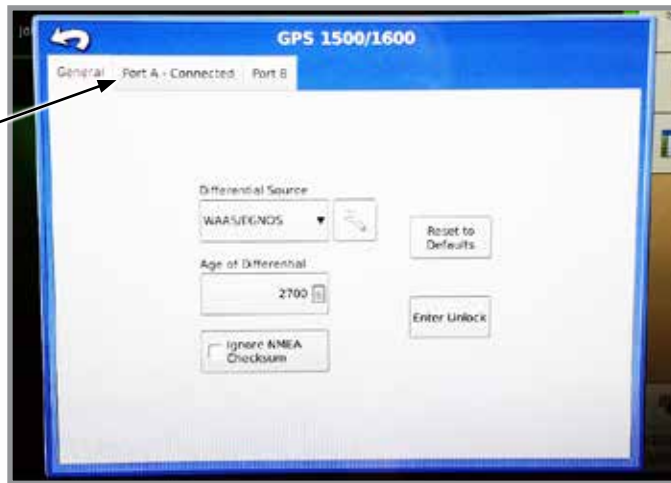 GPS 1500/1600
General Port A - Connected Port B
Differential Source
WAAS/EGNOS
Age of Differential
2700
Ignore NMEA
Checksum
Reset to
Defaults
Enter Unlock